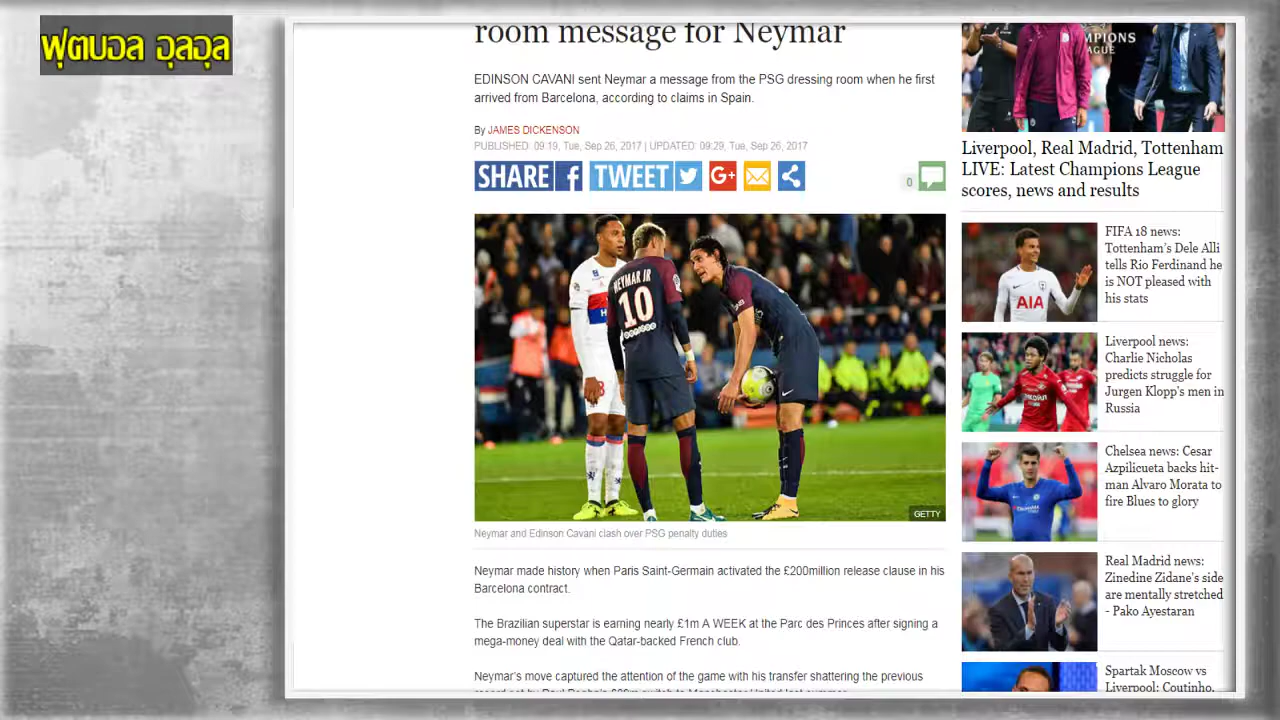 ฟุตบอล อุลอุล
room message for Neymar
EDINSON CAVANI sent Neymar a message from the PSG dressing room when he first
arrived from Barcelona, according to claims in Spain.
By JAMES DICKENSON
PUBLISHED: 09:19, Tue, Sep 26, 2017 | UPDATED: 09:29, Tue, Sep 26, 2017
SHARE
TWEET
G+
0
NEYMAR JR
10
GETTY
Neymar and Edinson Cavani clash over PSG penalty duties
Neymar made history when Paris Saint-Germain activated the £200million release clause in his
Barcelona contract.
The Brazilian superstar is earning nearly £1m A WEEK at the Parc des Princes after signing a
mega-money deal with the Qatar-backed French club.
Neymar's move captured the attention of the game with his transfer shattering the previous
Liverpool, Real Madrid, Tottenham
LIVE: Latest Champions League
scores, news and results
FIFA 18 news:
Tottenham's Dele Alli
tells Rio Ferdinand he
is NOT pleased with
his stats
AIA
Liverpool news:
Charlie Nicholas
predicts struggle for
Jurgen Klopp's men in
Russia
Chelsea news: Cesar
Azpilicueta backs hit-
man Alvaro Morata to
fire Blues to glory
Real Madrid news:
Zinedine Zidane's side
are mentally stretched
- Pako Ayestaran
Spartak Moscow vs
Liverpool: Coutinho,